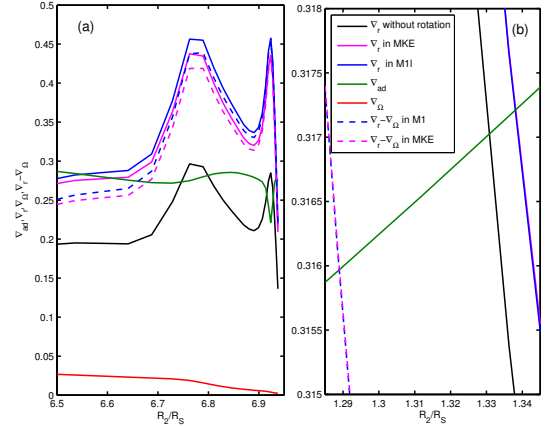 (a)
0.5
0.45
0.4
0.35
0.3
0.25
0.2
0.15
0.1
0.05
0
∇ad,∇r,∇Ω,∇r−∇Ω
6.5 6.6 6.7 6.8 6.9
R2/RS
(b)
∇r without rotation
∇r in MKE
∇r in M1l
∇ad
∇Ω
∇r−∇Ω in M1
∇r−∇Ω in MKE
0.318
0.3175
0.317
0.3165
0.316
0.3155
0.315
1.29 1.3 1.31 1.32 1.33 1.34
R2/RS